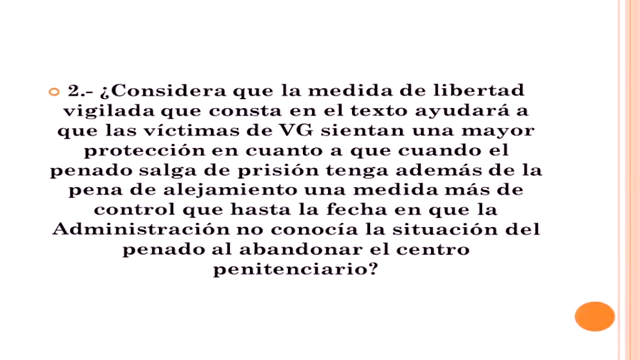 2.- ¿Considera que la medida de libertad
vigilada que consta en el texto ayudará a
que las víctimas de VG sientan una mayor
protección en cuanto a que cuando el
penado salga de prisión tenga además de la
pena de alejamiento una medida más de
control que hasta la fecha en que la
Administración no conocía la situación del
penado al abandonar el centro
penitenciario?